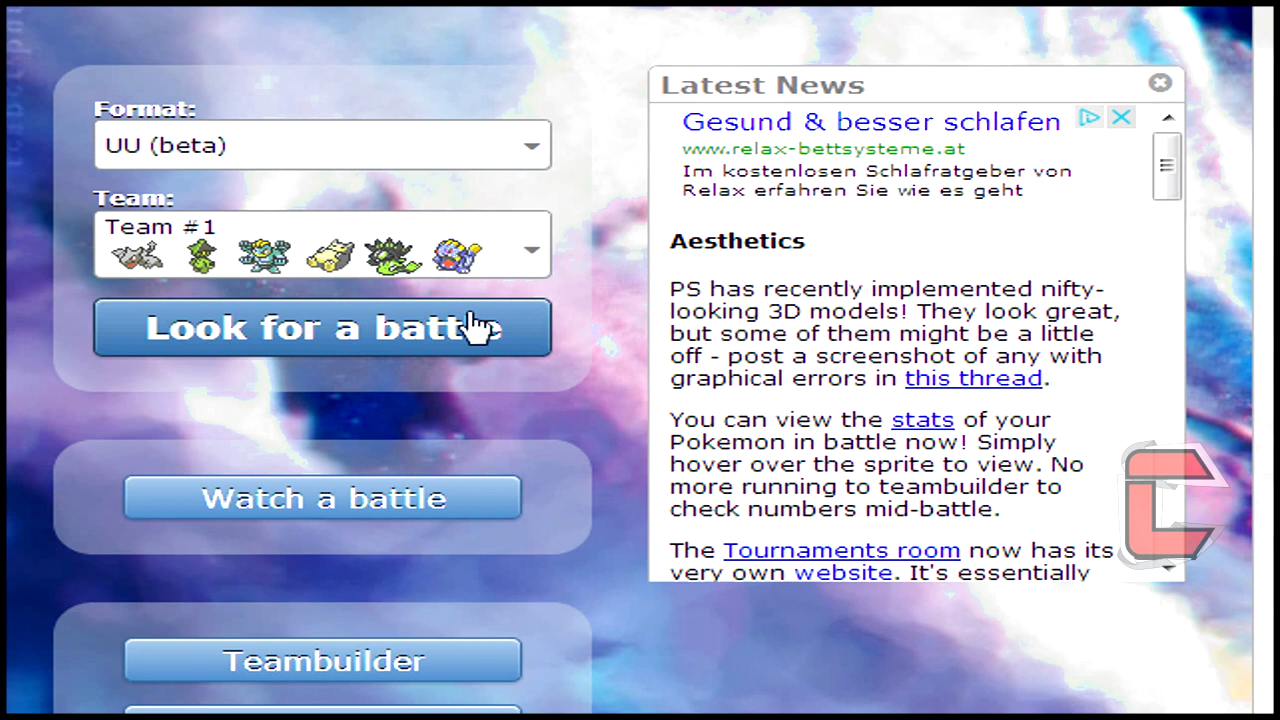 Format:
UU (beta)
Team:
Team #1
Look for a battle
Watch a battle
Teambuilder
Latest News
Gesund & besser schlafen
www.relax-bettsysteme.at
Im kostenlosen Schlafratgeber von
Relax erfahren Sie wie es geht
Aesthetics
PS has recently implemented nifty-
looking 3D models! They look great,
but some of them might be a little
off - post a screenshot of any with
graphical errors in this thread.
You can view the stats of your
Pokemon in battle now! Simply
hover over the sprite to view. No
more running to teambuilder to
check numbers mid-battle.
The Tournaments room now has its
very own website. It's essentially